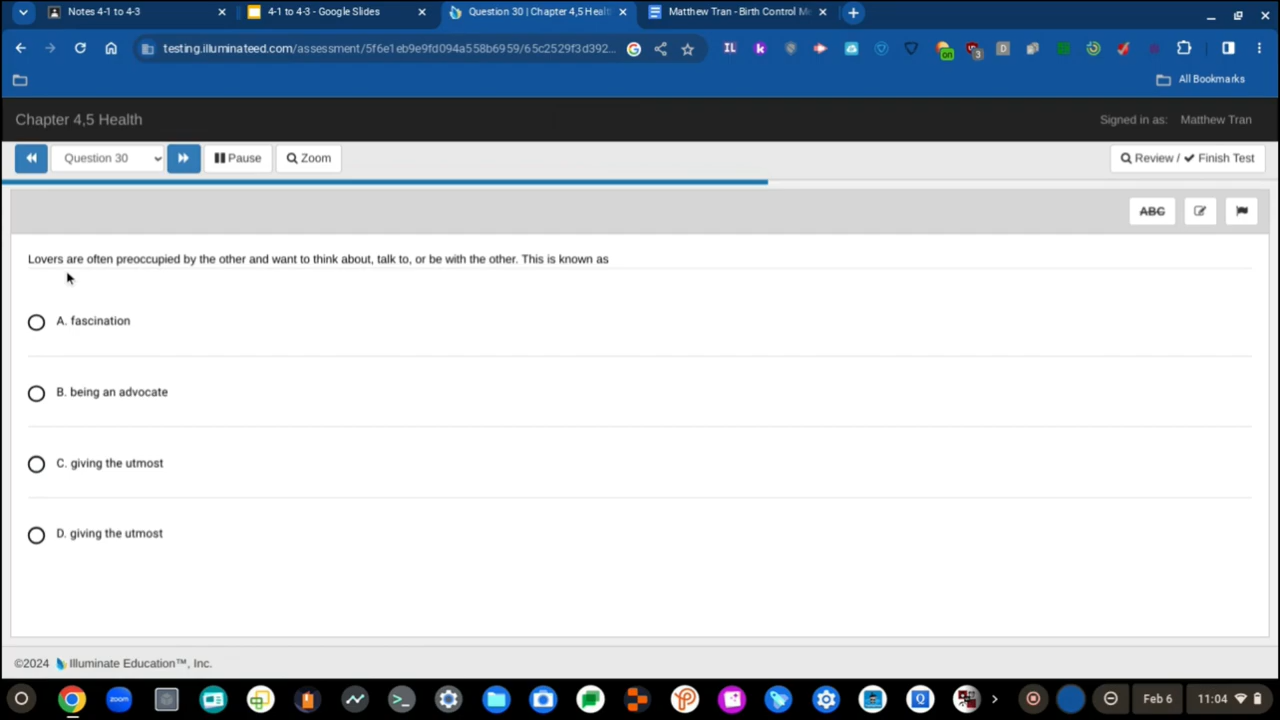 Notes 4-1 to 4-3
4-1 to 4-3 - Google Slides
Question 30 | Chapter 4,5 Healt
Matthew Tran - Birth Control M
testing.illuminateed.com/assessment/5f6e1eb9e9fd094a558b6959/65c2529f3d392...
All Bookmarks
Chapter 4,5 Health
Signed in as: Matthew Tran
Question 30
Pause
Zoom
Review / Finish Test
ABC
Lovers are often preoccupied by the other and want to think about, talk to, or be with the other. This is known as
A. fascination
B. being an advocate
C. giving the utmost
D. giving the utmost
©2024 Illuminate Education™, Inc.
zoom
Feb 6
11:04